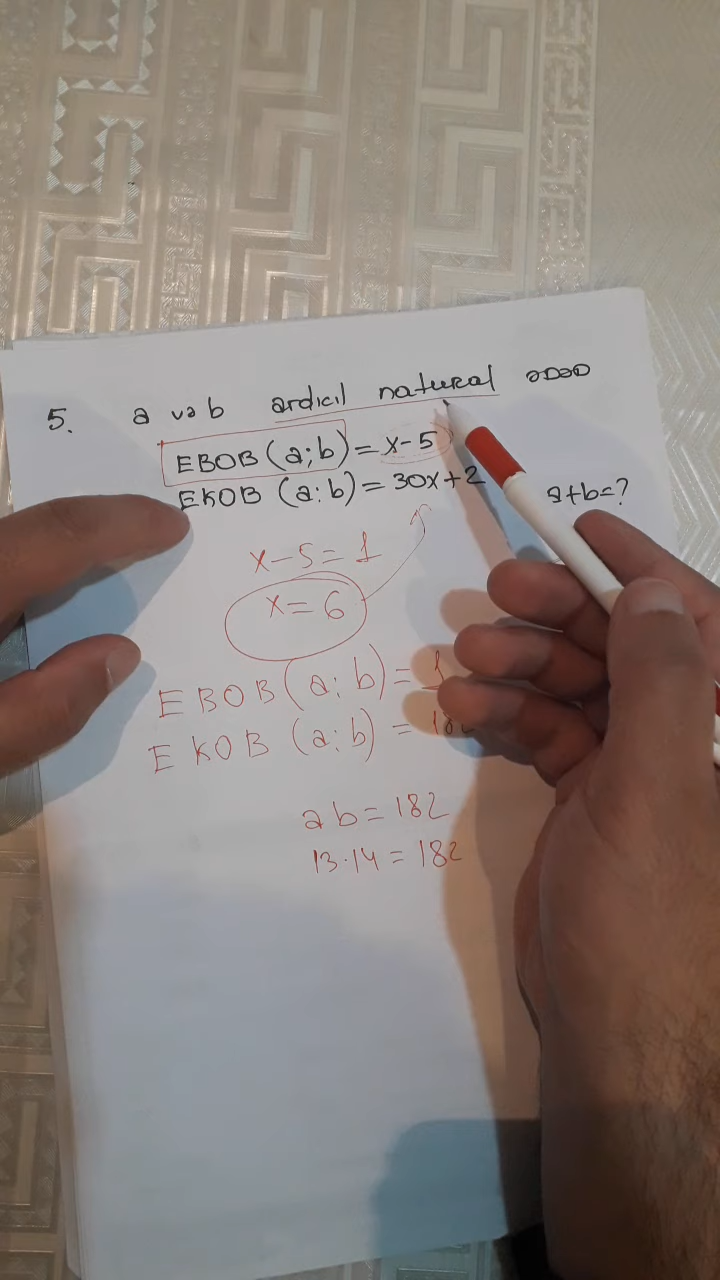 5. a və b ardıcıl natural ədəd
EBOB (a;b) = x-5
EKOB (a:b) = 30x+2 a+b=?
x-5=1
x=6
EBOB (a; b) = 1
EKOB (a:b) =
ab=182
13·14=182